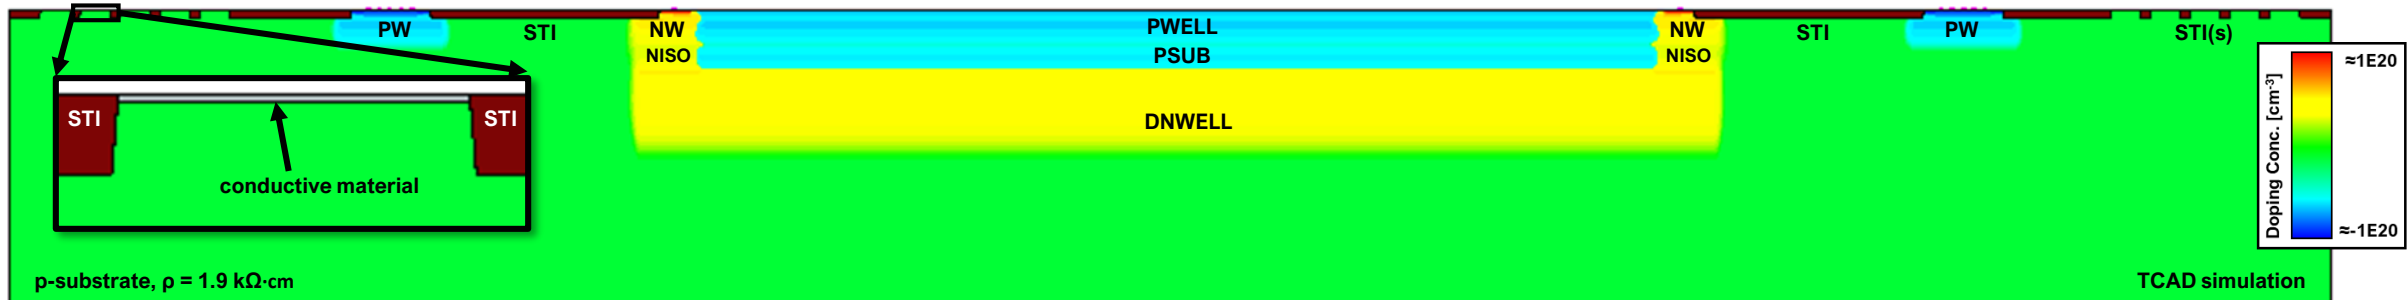 PW
STI
NW
NISO
PWELL
PSUB
DNWELL
NW
NISO
STI
PW
STI(s)
STI
STI
conductive material
Doping Conc. [cm-3]
≈1E20
≈-1E20
p-substrate, ρ = 1.9 kΩ·cm
TCAD simulation